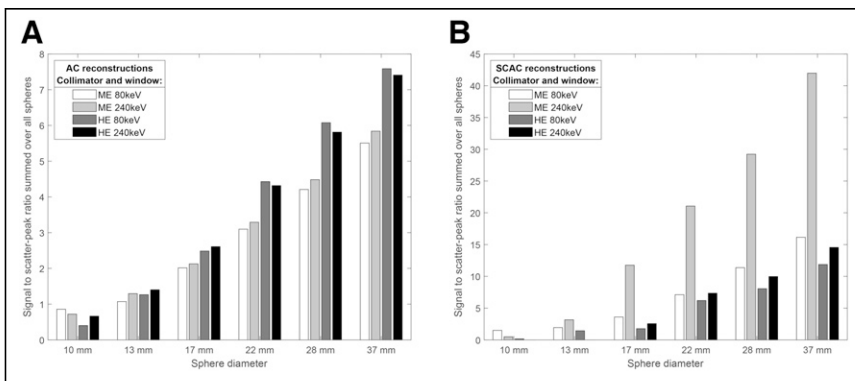 A
AC reconstructions
Collimator and window:
ME 80keV
ME 240keV
HE 80keV
HE 240keV
Signal to scatter-peak ratio summed over all spheres
8
7
6
5
4
3
2
1
0
10 mm 13 mm 17 mm 22 mm 28 mm 37 mm
Sphere diameter
B
SCAC reconstructions
Collimator and window:
ME 80keV
ME 240keV
HE 80keV
HE 240keV
Signal to scatter-peak ratio summed over all spheres
45
40
35
30
25
20
15
10
5
0
10 mm 13 mm 17 mm 22 mm 28 mm 37 mm
Sphere diameter